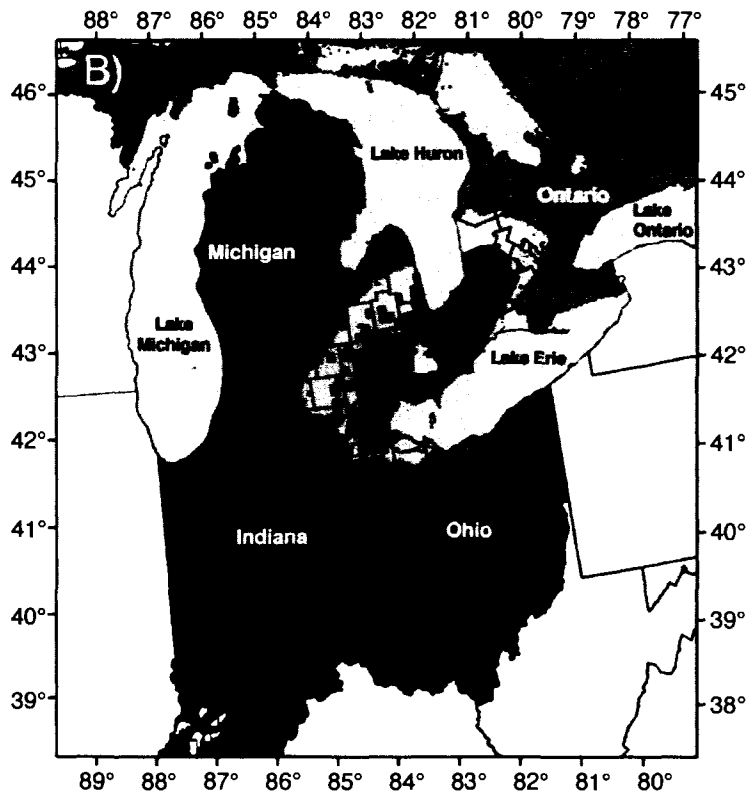 88° 87° 86° 85° 84° 83° 82° 81° 80° 79° 78° 77°
B)
46° 45°
Lake Huron
45° 44°
Ontario
Lake
Ontario
Michigan
44° 43°
Lake
Michigan
43° 42°
Lake Erie
42° 41°
41° 40°
Indiana Ohio
40° 39°
39° 38°
89° 88° 87° 86° 85° 84° 83° 82° 81° 80°